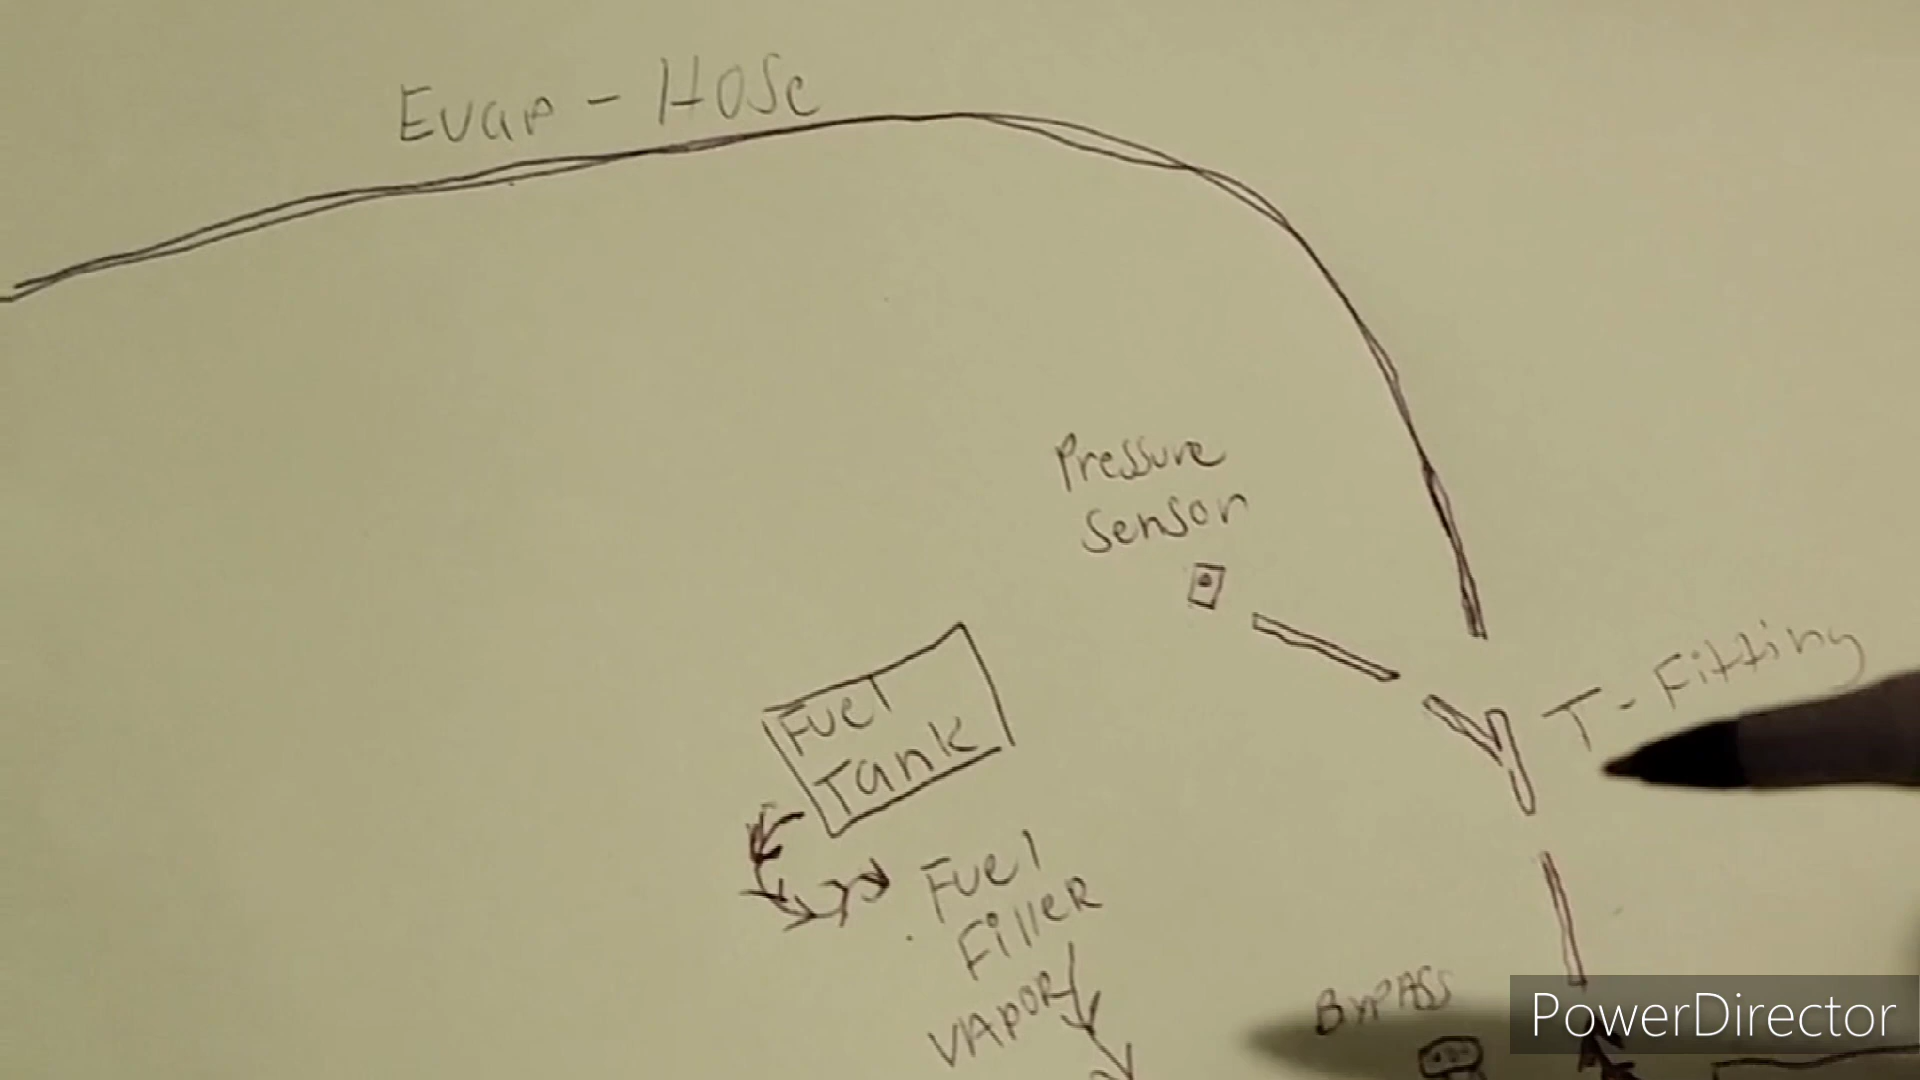 Evap - Hose
Pressure
Sensor
T-Fitting
Fuel
Tank
Fuel
Filler
VAPOR
BYPASS
PowerDirector